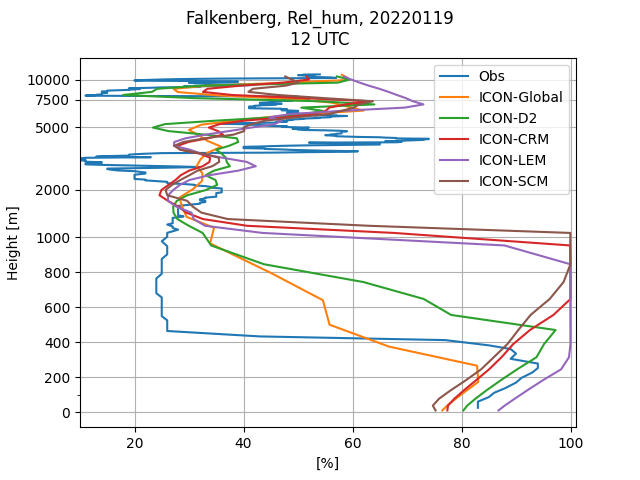 Falkenberg, Rel_hum, 20220119
12 UTC
Height [m]
10000
7500
5000
2000
1000
800
600
400
200
0
Obs
ICON-Global
ICON-D2
ICON-CRM
ICON-LEM
ICON-SCM
20
40
60
80
100
[%]